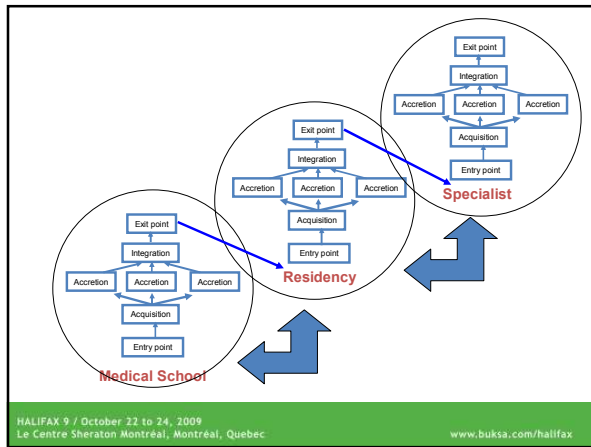 Exit point
Integration
Accretion Accretion Accretion
Acquisition
Entry point
Specialist
Exit point
Integration
Accretion Accretion Accretion
Acquisition
Entry point
Residency
Exit point
Integration
Accretion Accretion Accretion
Acquisition
Entry point
Medical School
HALIFAX 9 / October 22 to 24, 2009
Le Centre Sheraton Montréal, Montréal, Quebec
www.buksa.com/halifax